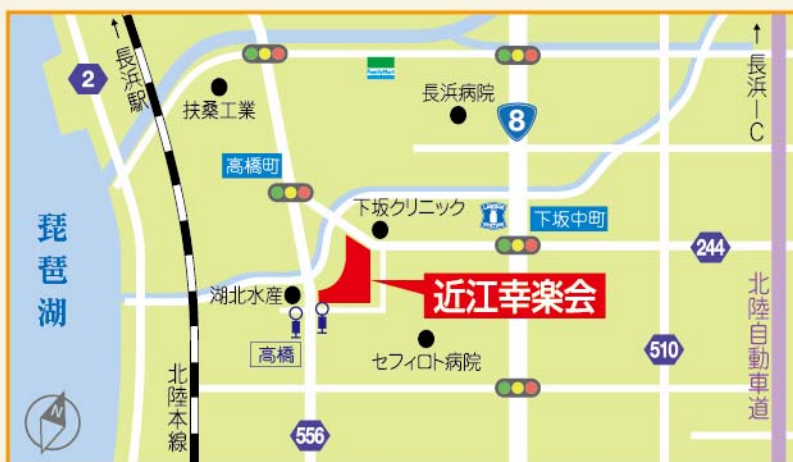 2
↑長浜駅
扶桑工業
FamilyMart
長浜病院
8
↑長浜IC
高橋町
下坂クリニック
下坂中町
琵琶湖
244
近江幸楽会
湖北水産
高橋
セフィロト病院
510
北陸自動車道
北陸本線
N
556